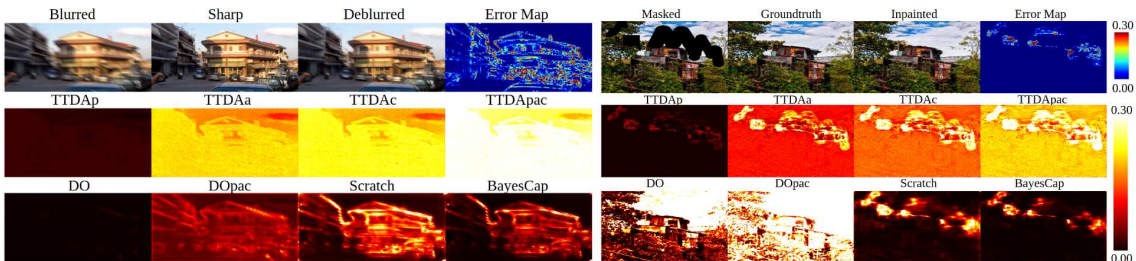 Blurred Sharp Deblurred Error Map
TTDAp TTDAa TTDAc TTDApac
DO DOpac Scratch BayesCap
Masked Groundtruth Inpainted Error Map
0.30
0.00
TTDAp TTDAa TTDAc TTDApac
0.30
DO DOpac Scratch BayesCap
0.00